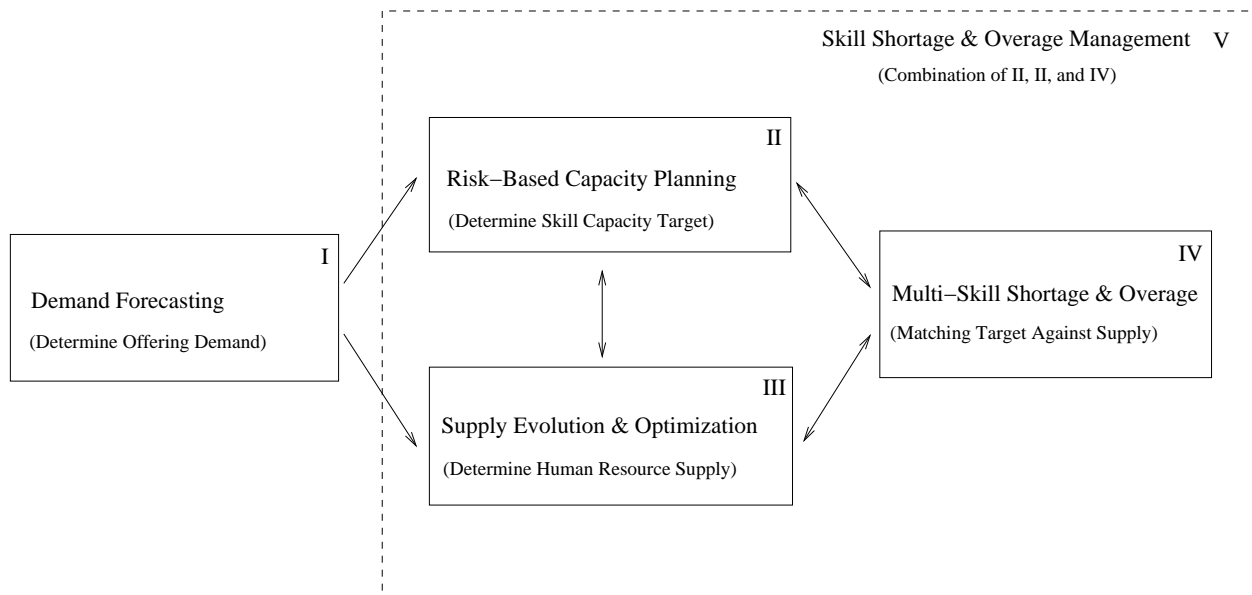 Skill Shortage & Overage Management V
(Combination of II, II, and IV)
II
Risk−Based Capacity Planning
(Determine Skill Capacity Target)
I
Demand Forecasting
(Determine Offering Demand)
IV
Multi−Skill Shortage & Overage
(Matching Target Against Supply)
III
Supply Evolution & Optimization
(Determine Human Resource Supply)